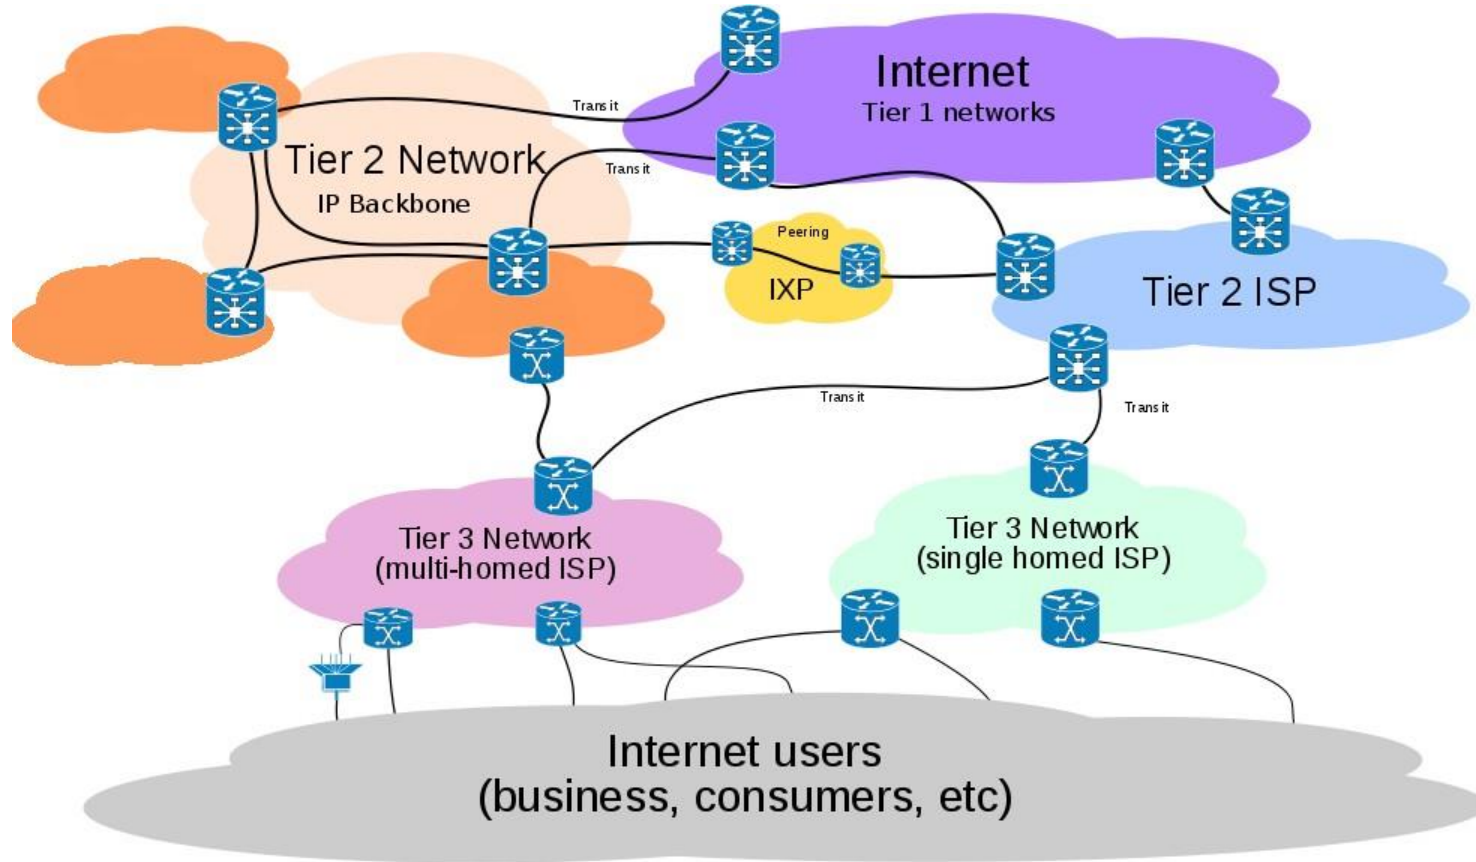 Internet
Tier 1 networks
Transit
Tier 2 Network
IP Backbone
Transit
Peering
IXP
Tier 2 ISP
Transit
Transit
Tier 3 Network
(multi-homed ISP)
Tier 3 Network
(single homed ISP)
Internet users
(business, consumers, etc)